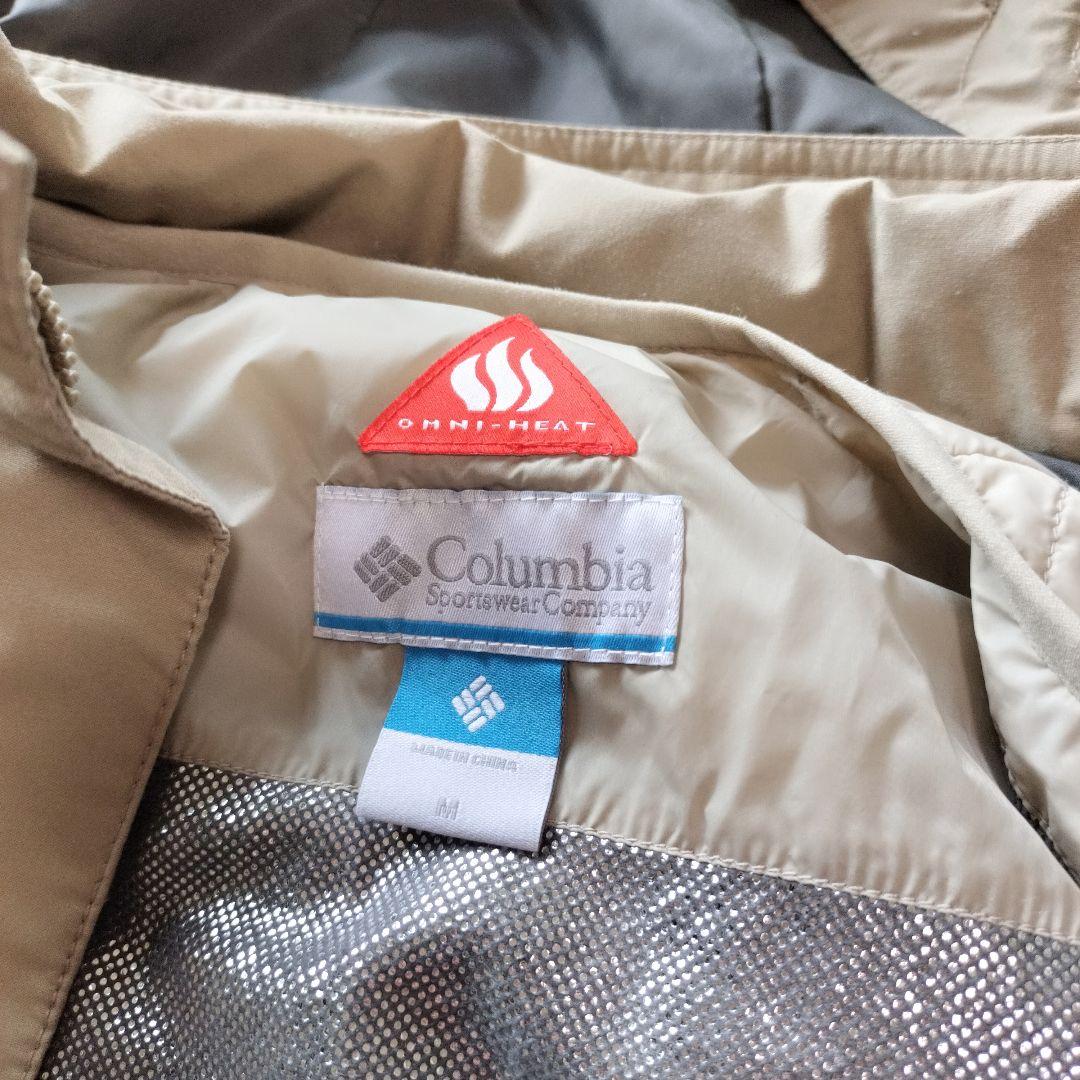 OMNI-HEAT
Columbia
Sportswear Company
MADE IN CHINA
M